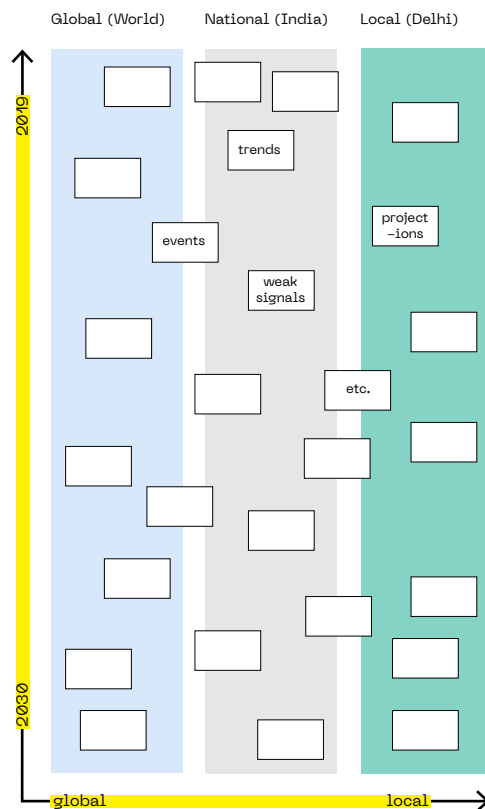 Global (World)
National (India)
Local (Delhi)
2019
trends
project
-ions
events
weak
signals
etc.
2030
global
local